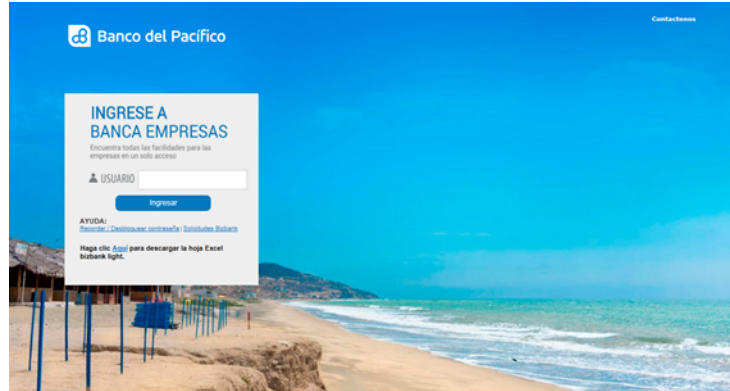 Contactenos
Banco del Pacífico
INGRESE A
BANCA EMPRESAS
Encuentra todas las facilidades para las
empresas en un solo acceso
USUARIO
Ingresar
AYUDA:
Recordar / Desbloquear contraseña | Solicitudes Bizbank
Haga clic Aquí para descargar la hoja Excel
bizbank light.